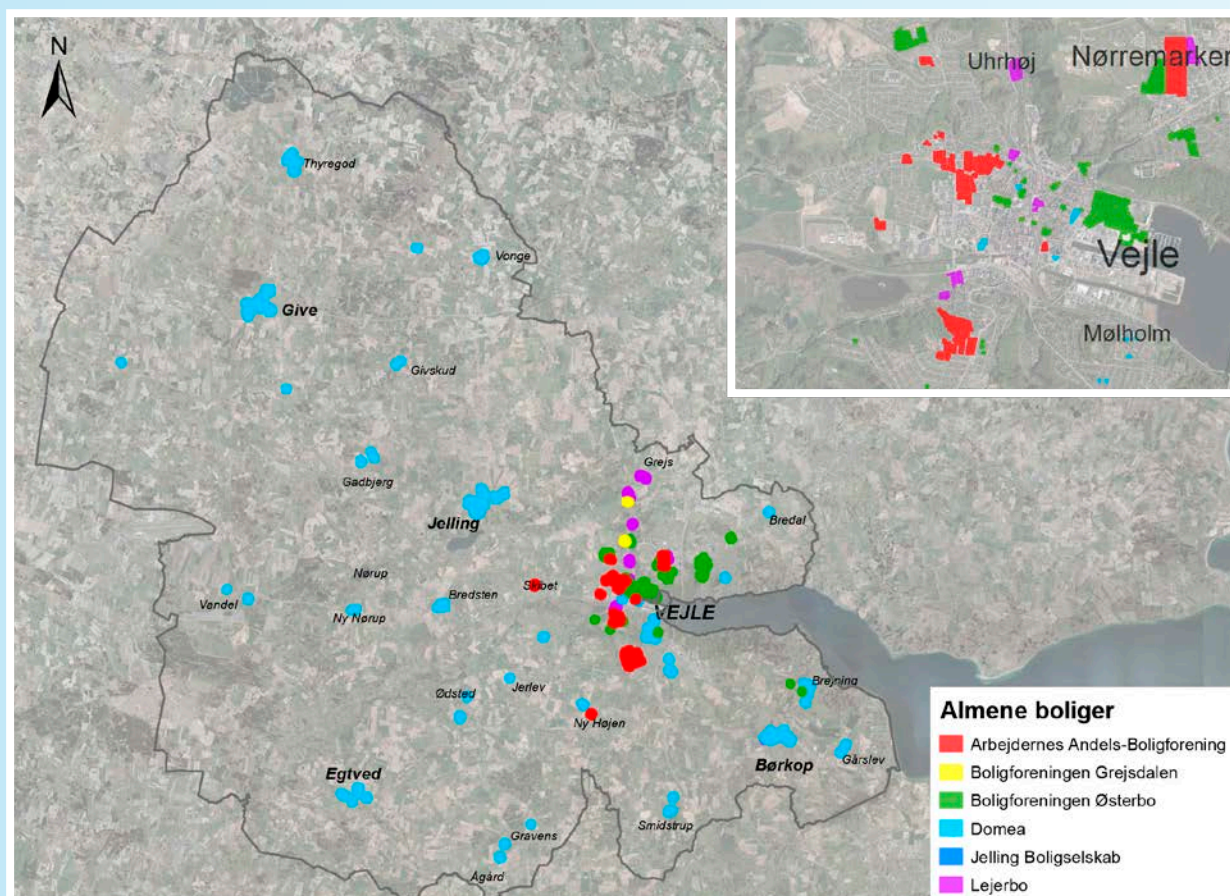 N
Thyregod
Vonge
Give
Givskud
Gadbjerg
Jelling
Grejs
Bredal
Nørup
Vandel
Ny Nørup
Bredsten
Skibet
VEJLE
Ødsted
Jerlev
Ny Højen
Brejning
Egtved
Børkop
Gårslev
Gravens
Ågård
Smidstrup
Uhrhøj
Nørremarken
Vejle
Mølholm
Almene boliger
Arbejdernes Andels-Boligforening
Boligforeningen Grejsdalen
Boligforeningen Østerbo
Domea
Jelling Boligselskab
Lejerbo